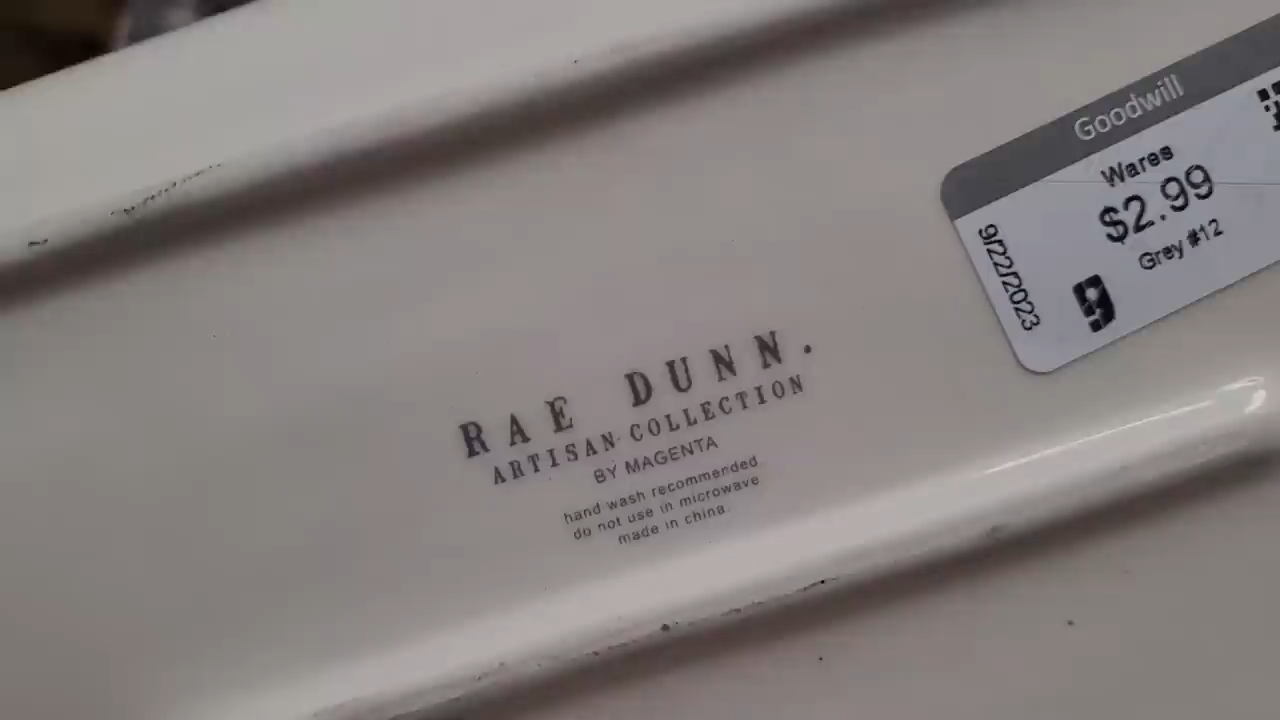 Goodwill
Wares
$2.99
Grey #12
9/22/2023
RAE DUNN.
ARTISAN COLLECTION
BY MAGENTA
hand wash recommended
do not use in microwave
made in china.